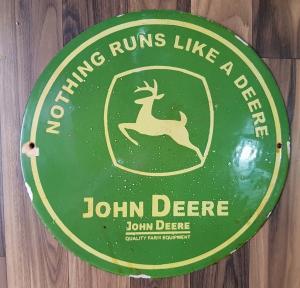 NOTHING RUNS LIKE A DEERE
JOHN DEERE
JOHN DEERE
QUALITY FARM EQUIPMENT